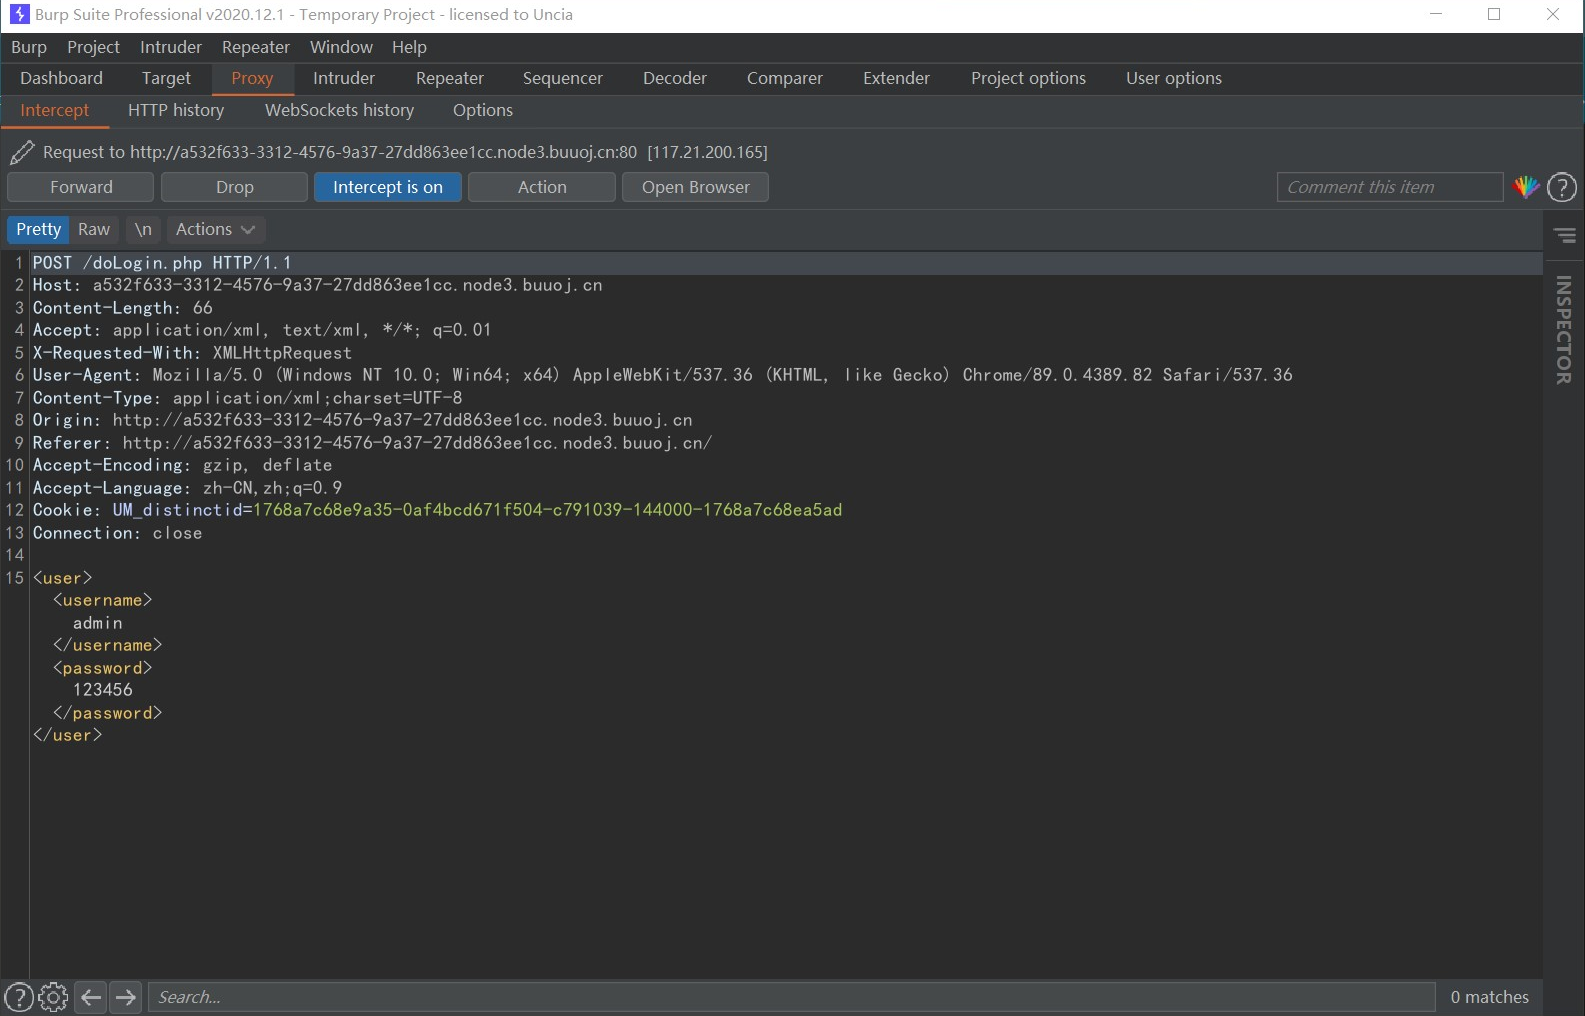 Burp Suite Professional v2020.12.1 - Temporary Project - licensed to Uncia
Burp Project Intruder Repeater Window Help
Dashboard Target Proxy Intruder Repeater Sequencer Decoder Comparer Extender Project options User options
Intercept HTTP history WebSockets history Options
Request to http://a532f633-3312-4576-9a37-27dd863ee1cc.node3.buuoj.cn:80 [117.21.200.165]
Forward Drop Intercept is on Action Open Browser Comment this item ?
Pretty Raw \n Actions
INSPECTOR
1 POST /doLogin.php HTTP/1.1
2 Host: a532f633-3312-4576-9a37-27dd863ee1cc.node3.buuoj.cn
3 Content-Length: 66
4 Accept: application/xml, text/xml, */*; q=0.01
5 X-Requested-With: XMLHttpRequest
6 User-Agent: Mozilla/5.0 (Windows NT 10.0; Win64; x64) AppleWebKit/537.36 (KHTML, like Gecko) Chrome/89.0.4389.82 Safari/537.36
7 Content-Type: application/xml;charset=UTF-8
8 Origin: http://a532f633-3312-4576-9a37-27dd863ee1cc.node3.buuoj.cn
9 Referer: http://a532f633-3312-4576-9a37-27dd863ee1cc.node3.buuoj.cn/
10 Accept-Encoding: gzip, deflate
11 Accept-Language: zh-CN,zh;q=0.9
12 Cookie: UM_distinctid=1768a7c68e9a35-0af4bcd671f504-c791039-144000-1768a7c68ea5ad
13 Connection: close
14
15 <user>
<username>
admin
</username>
<password>
123456
</password>
</user>
? Search... 0 matches